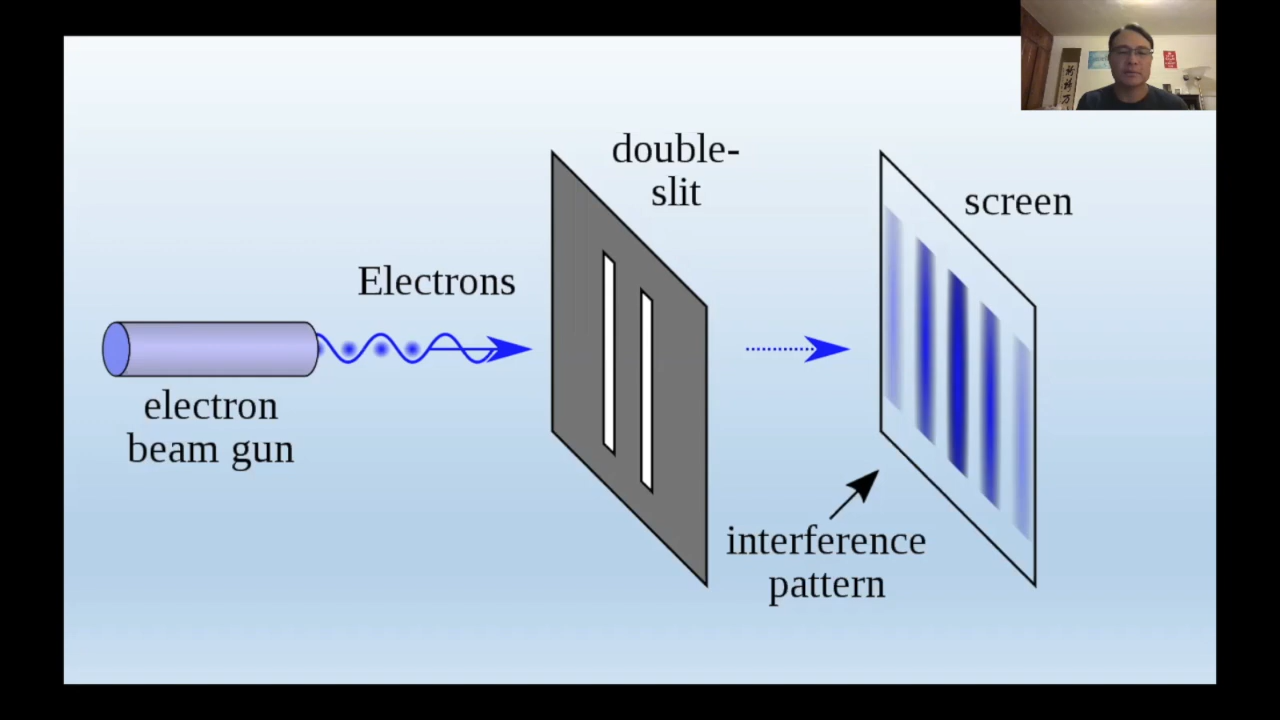 double-
slit
screen
Electrons
electron
beam gun
interference
pattern